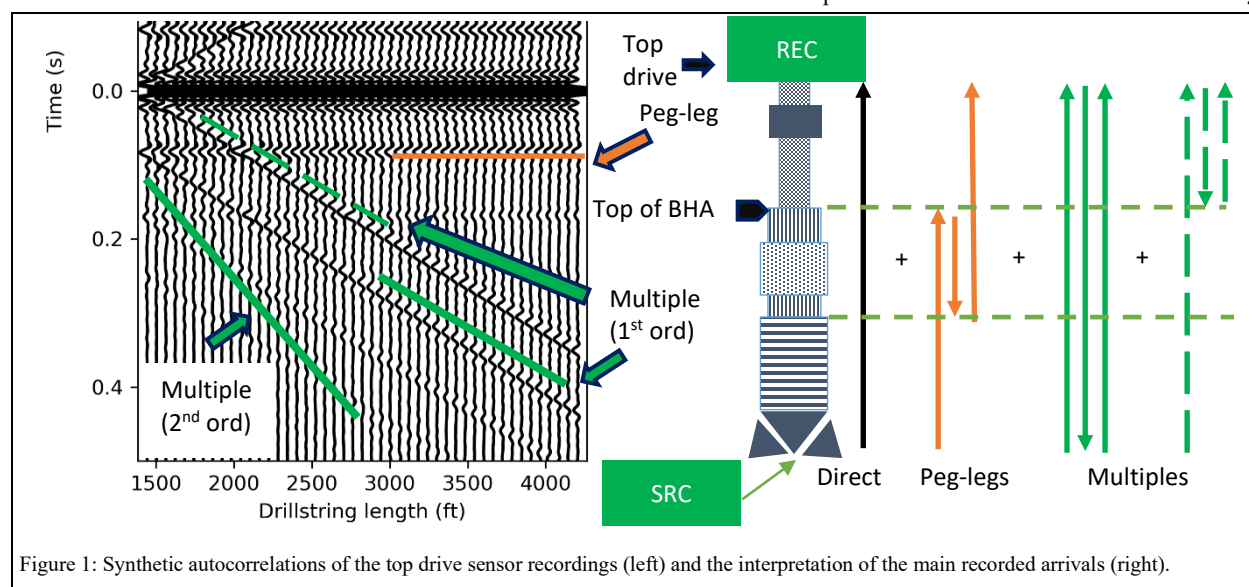 Time (s)
0.0
0.2
0.4
1500 2000 2500 3000 3500 4000
Drillstring length (ft)
Multiple
(2nd ord)
Top
drive
Peg-leg
Top of BHA
Multiple
(1st ord)
REC
SRC
+ + +
Direct Peg-legs Multiples
Figure 1: Synthetic autocorrelations of the top drive sensor recordings (left) and the interpretation of the main recorded arrivals (right).